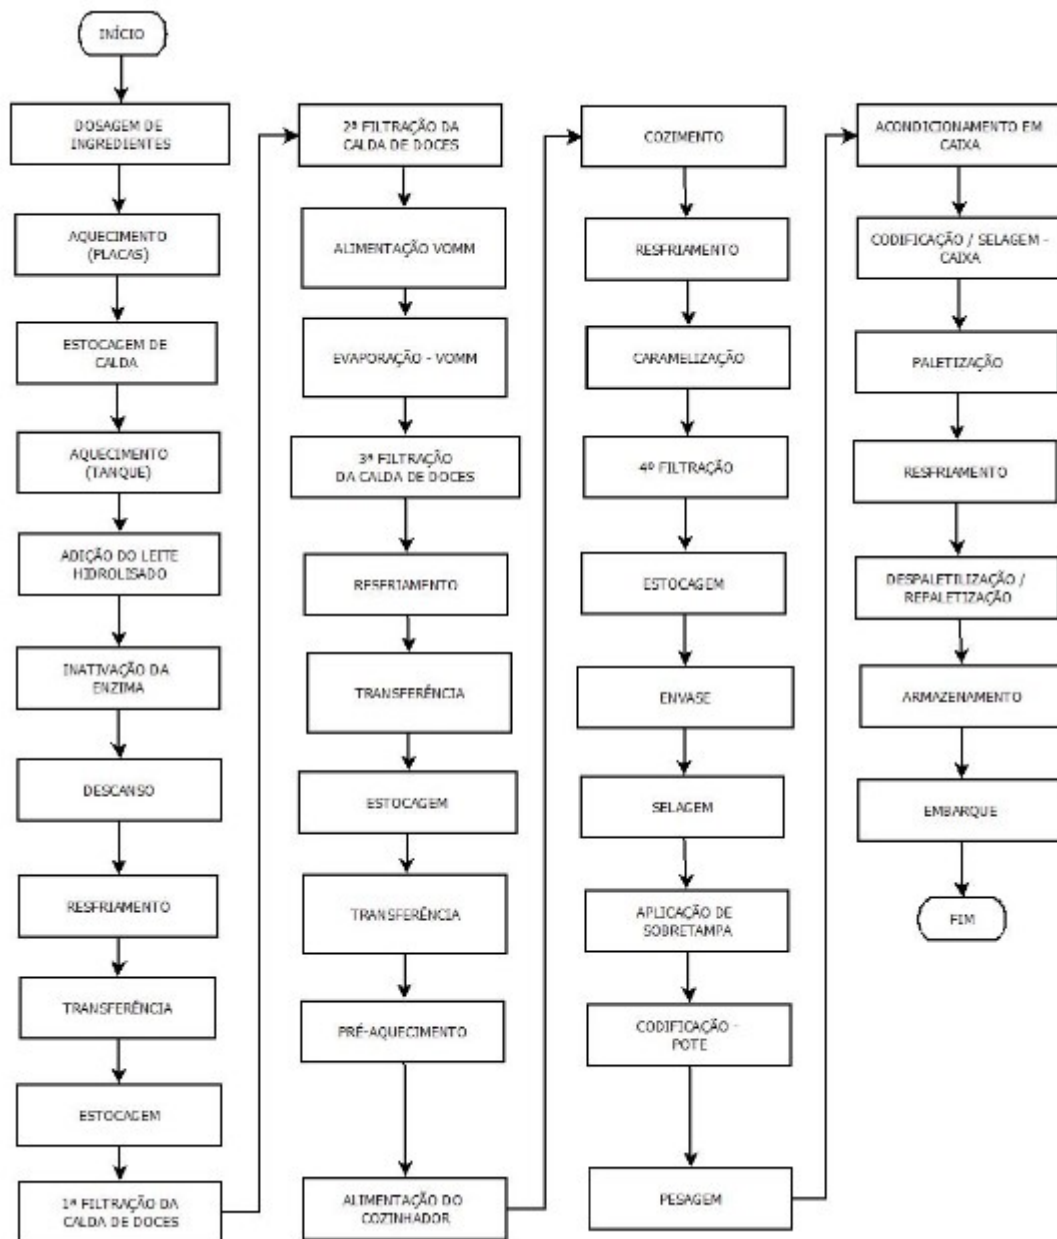 INÍCIO
DOSAGEM DE
INGREDIENTES
AQUECIMENTO
(PLACAS)
ESTOCAGEM DE
CALDA
AQUECIMENTO
(TANQUE)
ADIÇÃO DO LEITE
HIDROLISADO
INATIVAÇÃO DA
ENZIMA
DESCANSO
RESFRIAMENTO
TRANSFERÊNCIA
ESTOCAGEM
1ª FILTRAÇÃO DA
CALDA DE DOCES
2ª FILTRAÇÃO DA
CALDA DE DOCES
ALIMENTAÇÃO VOMM
EVAPORAÇÃO - VOMM
3ª FILTRAÇÃO
DA CALDA DE DOCES
RESFRIAMENTO
TRANSFERÊNCIA
ESTOCAGEM
TRANSFERÊNCIA
PRÉ-AQUECIMENTO
ALIMENTAÇÃO DO
COZINHADOR
COZIMENTO
RESFRIAMENTO
CARAMELIZAÇÃO
4º FILTRAÇÃO
ESTOCAGEM
ENVASE
SELAGEM
APLICAÇÃO DE
SOBRETAMPA
CODIFICAÇÃO -
POTE
PESAGEM
ACONDICIONAMENTO EM
CAIXA
CODIFICAÇÃO / SELAGEM -
CAIXA
PALETIZAÇÃO
RESFRIAMENTO
DESPALETILIZAÇÃO /
REPALETIZAÇÃO
ARMAZENAMENTO
EMBARQUE
FIM